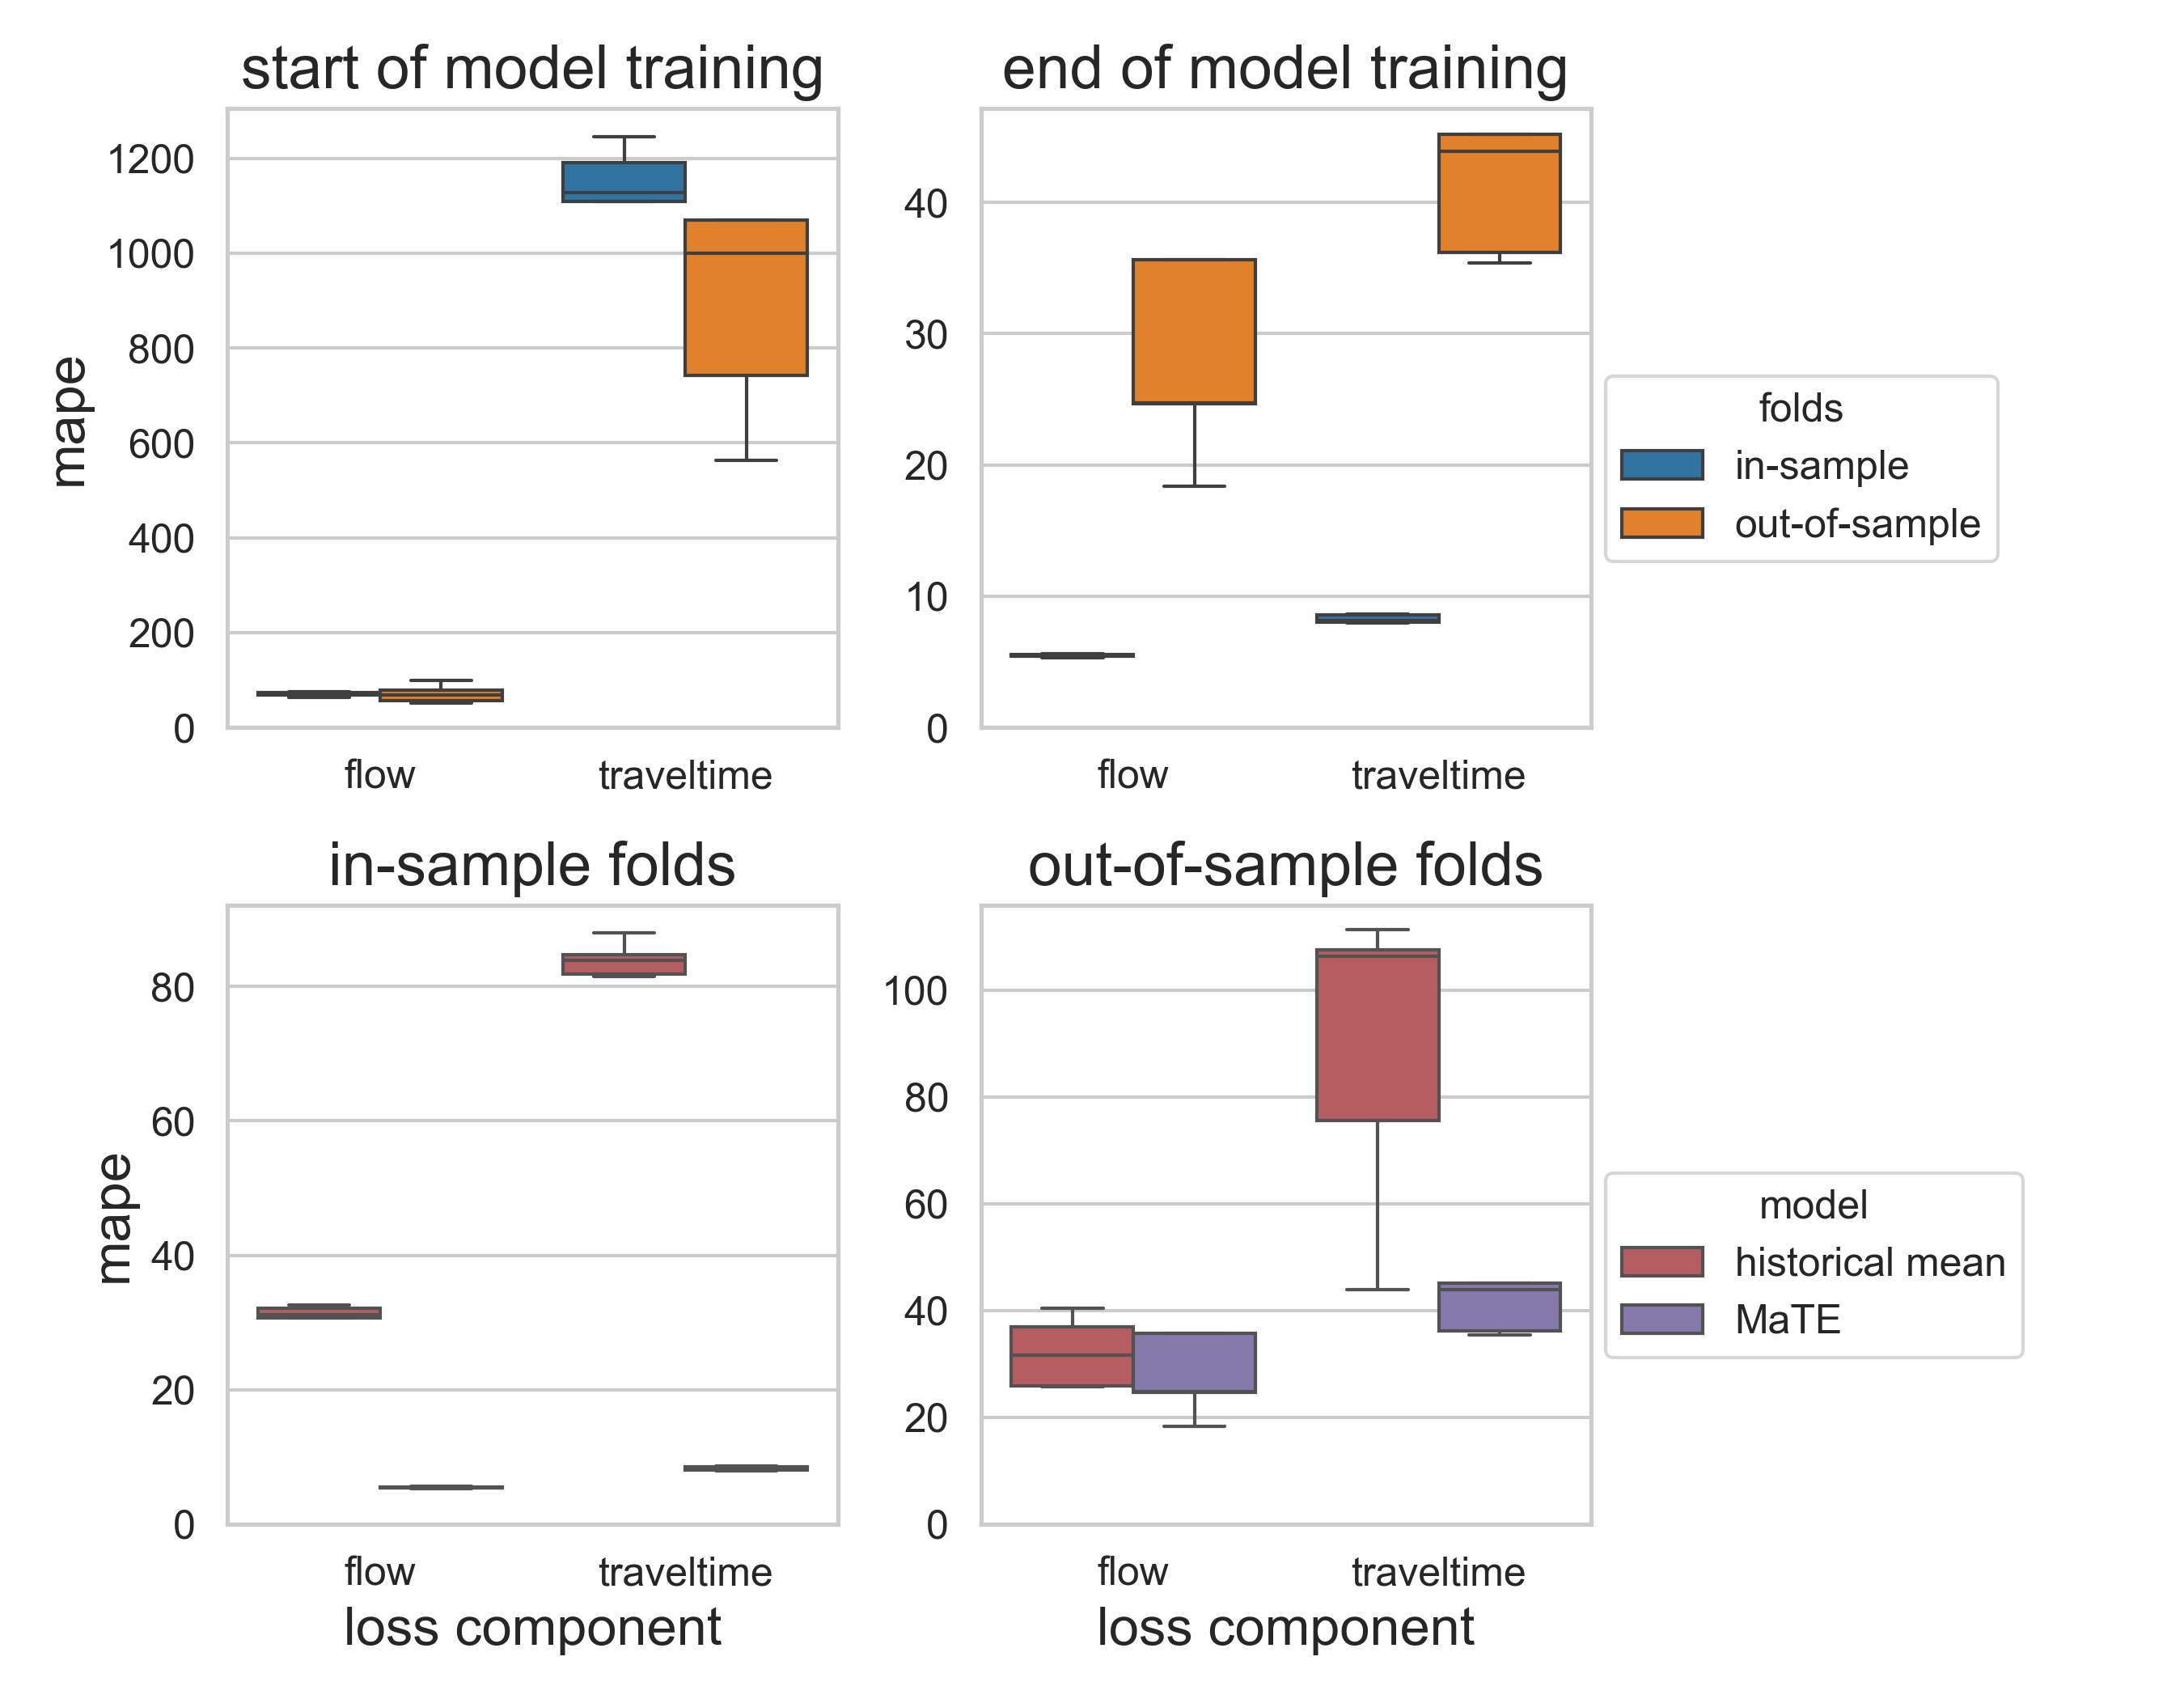 start of model training
end of model training
mape
1200
1000
800
600
400
200
0
flow
traveltime
40
30
20
10
0
flow
traveltime
folds
in-sample
out-of-sample
in-sample folds
out-of-sample folds
mape
80
60
40
20
0
flow
traveltime
loss component
100
80
60
40
20
0
flow
traveltime
loss component
model
historical mean
MaTE